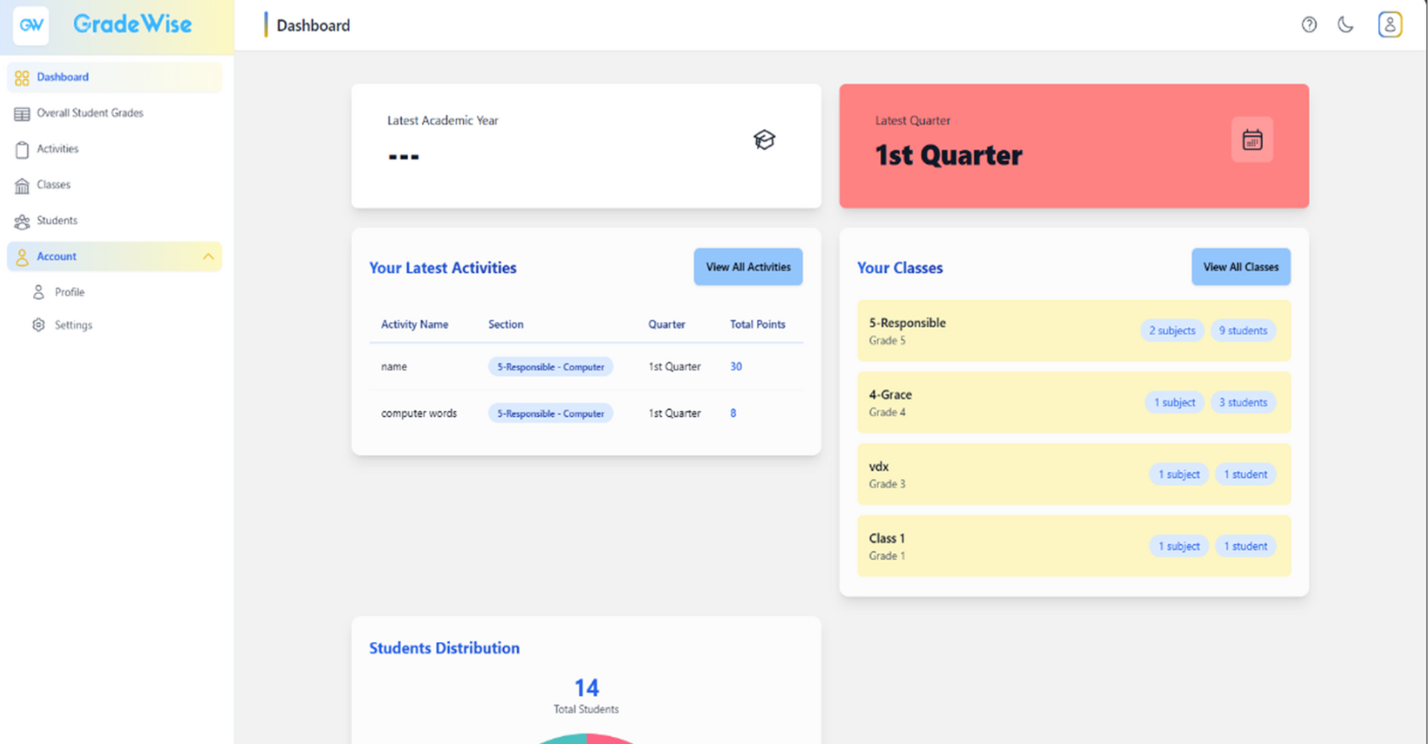 GW GradeWise
Dashboard
Dashboard
Overall Student Grades
Activities
Classes
Students
Account
Profile
Settings
Latest Academic Year
---
Latest Quarter
1st Quarter
Your Latest Activities
View All Activities
Activity Name Section Quarter Total Points
name 5-Responsible - Computer 1st Quarter 30
computer words 5-Responsible - Computer 1st Quarter 8
Your Classes
View All Classes
5-Responsible
Grade 5
2 subjects 9 students
4-Grace
Grade 4
1 subject 3 students
vdx
Grade 3
1 subject 1 student
Class 1
Grade 1
1 subject 1 student
Students Distribution
14
Total Students